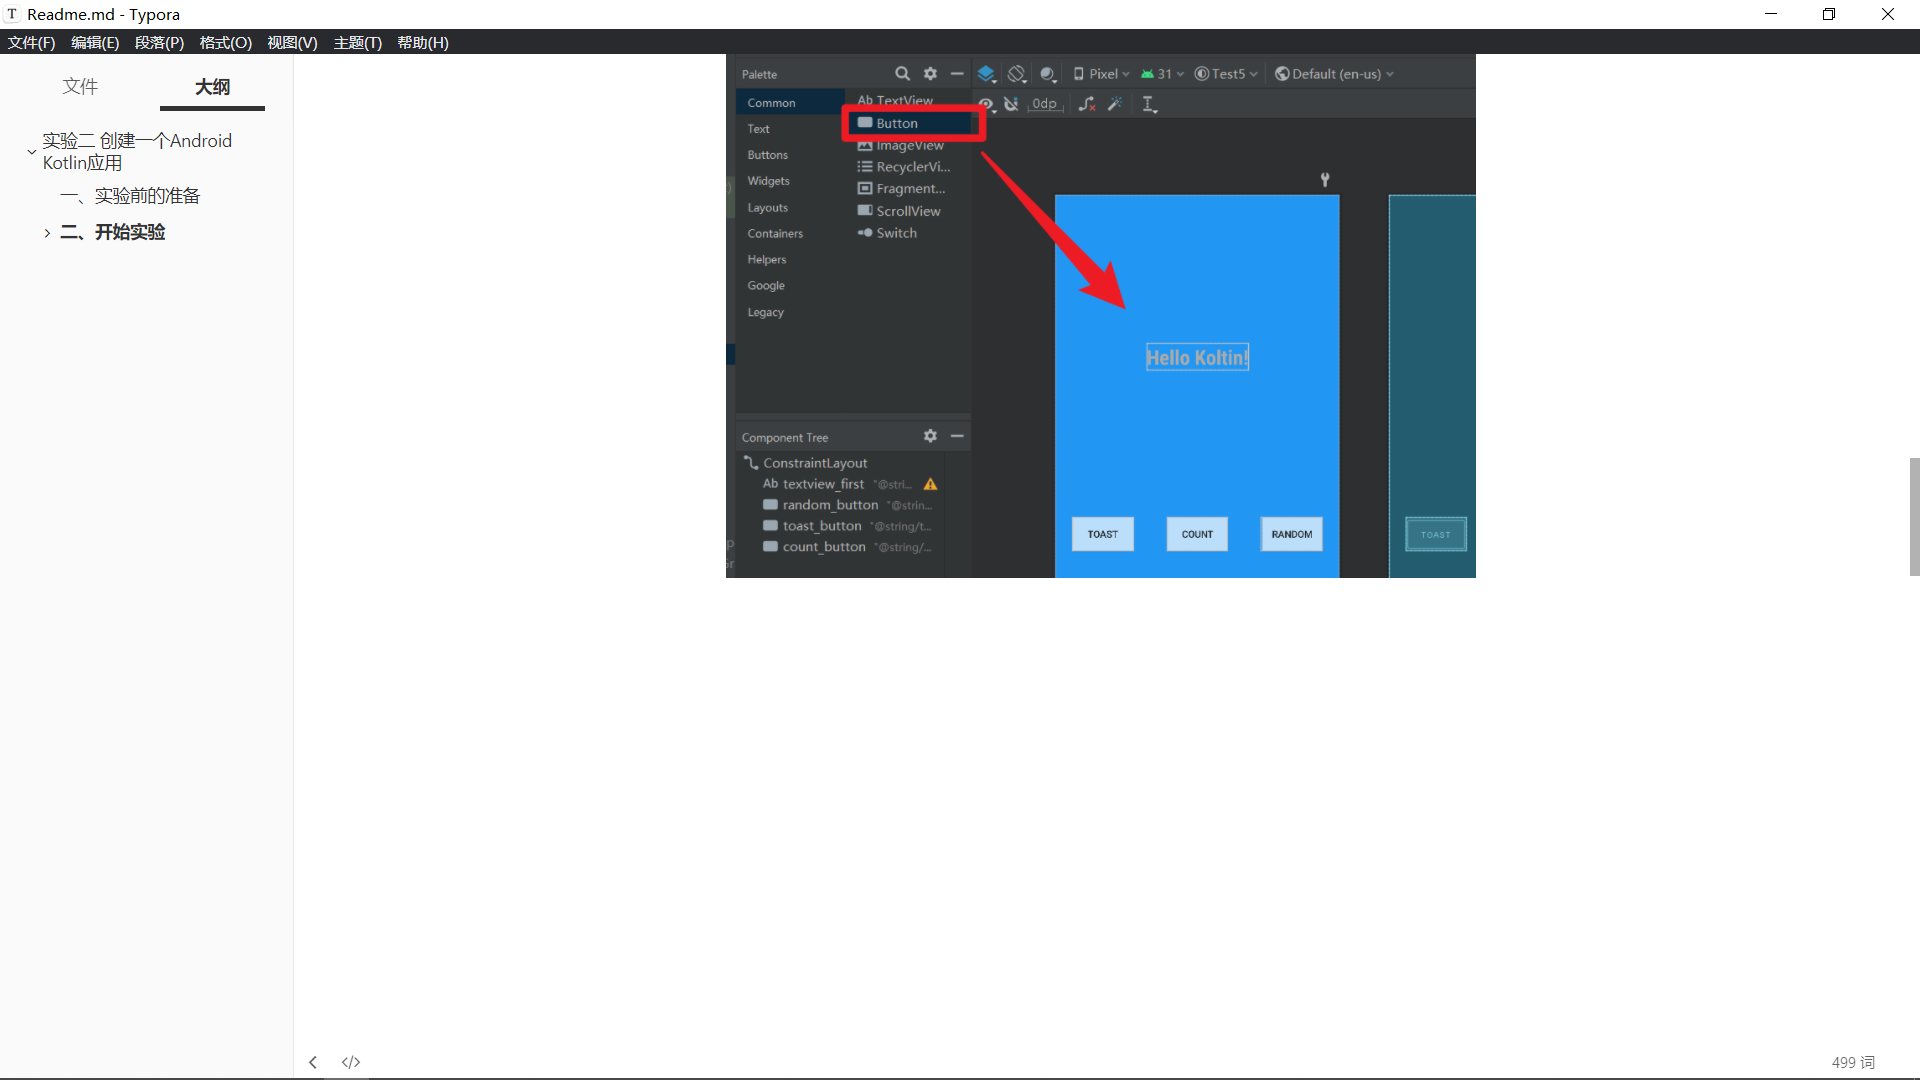 T Readme.md - Typora
文件(F) 编辑(E) 段落(P) 格式(O) 视图(V) 主题(T) 帮助(H)
文件 大纲
实验二 创建一个Android
Kotlin应用
一、实验前的准备
二、开始实验
Palette
Common
Text
Buttons
Widgets
Layouts
Containers
Helpers
Google
Legacy
Ab TextView
Button
ImageView
RecyclerVi...
Fragment...
ScrollView
Switch
Pixel 31 Test5 Default (en-us)
0dp
Hello Koltin!
TOAST COUNT RANDOM
TOAST
Component Tree
ConstraintLayout
Ab textview_first "@stri...
random_button "@strin...
toast_button "@string/t...
count_button "@string/...
499 词